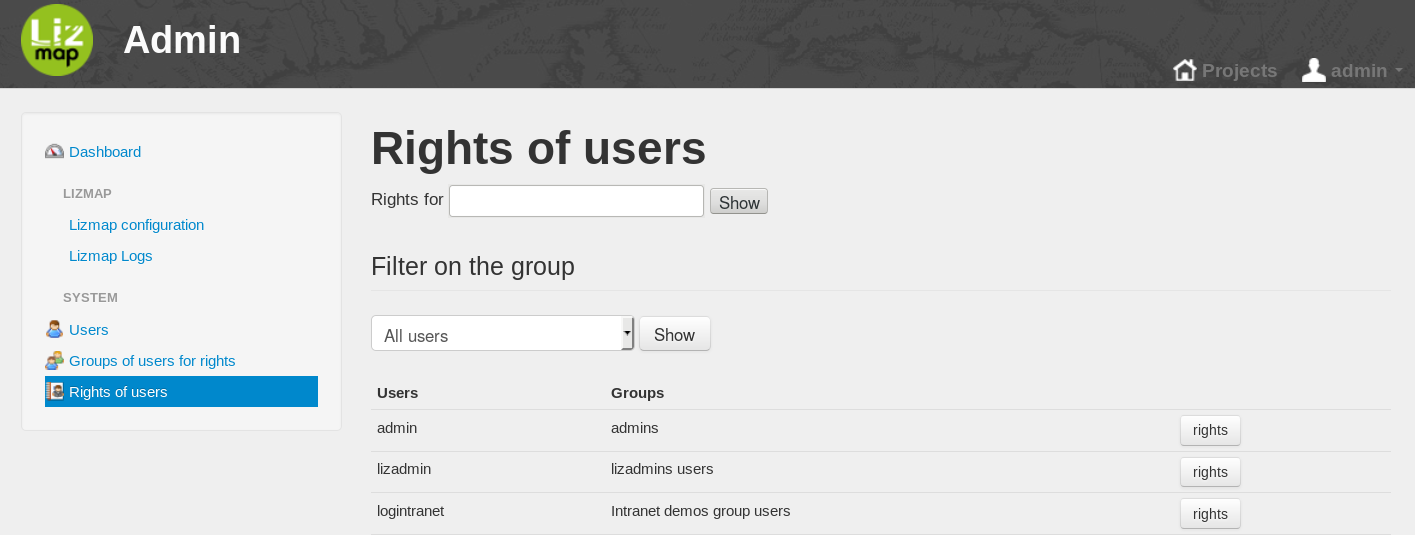 Liz
map
Admin
Projects
admin
Dashboard
LIZMAP
Lizmap configuration
Lizmap Logs
SYSTEM
Users
Groups of users for rights
Rights of users
Rights of users
Rights for
Show
Filter on the group
All users
Show
Users Groups
admin admins rights
lizadmin lizadmins users rights
logintranet Intranet demos group users rights